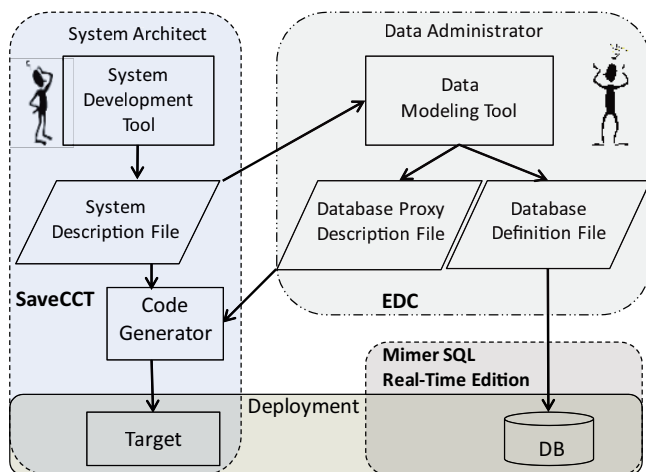 System Architect
System
Development
Tool
System
Description File
SaveCCT
Code
Generator
Data Administrator
Data
Modeling Tool
Database Proxy
Description File
Database
Definition File
EDC
Mimer SQL
Real-Time Edition
Deployment
Target
DB